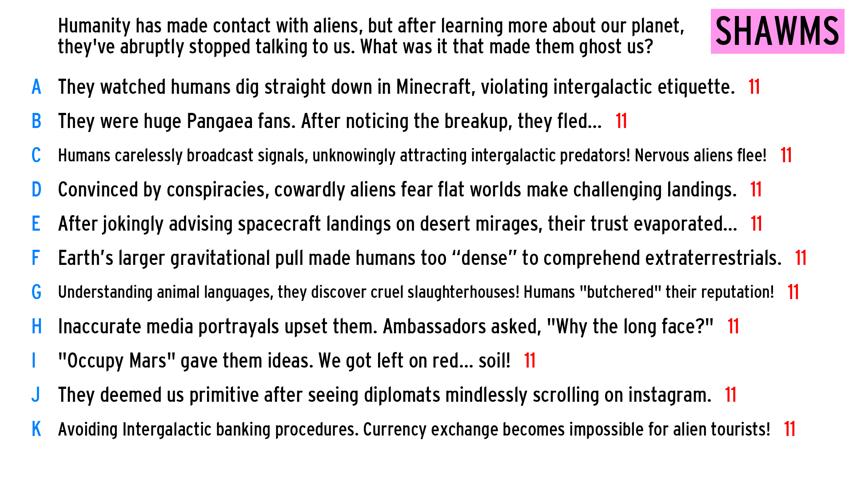 Humanity has made contact with aliens, but after learning more about our planet,
they've abruptly stopped talking to us. What was it that made them ghost us?
SHAWMS
A They watched humans dig straight down in Minecraft, violating intergalactic etiquette. 11
B They were huge Pangaea fans. After noticing the breakup, they fled... 11
C Humans carelessly broadcast signals, unknowingly attracting intergalactic predators! Nervous aliens flee! 11
D Convinced by conspiracies, cowardly aliens fear flat worlds make challenging landings. 11
E After jokingly advising spacecraft landings on desert mirages, their trust evaporated... 11
F Earth’s larger gravitational pull made humans too “dense” to comprehend extraterrestrials. 11
G Understanding animal languages, they discover cruel slaughterhouses! Humans "butchered" their reputation! 11
H Inaccurate media portrayals upset them. Ambassadors asked, "Why the long face?" 11
I "Occupy Mars" gave them ideas. We got left on red... soil! 11
J They deemed us primitive after seeing diplomats mindlessly scrolling on instagram. 11
K Avoiding Intergalactic banking procedures. Currency exchange becomes impossible for alien tourists! 11